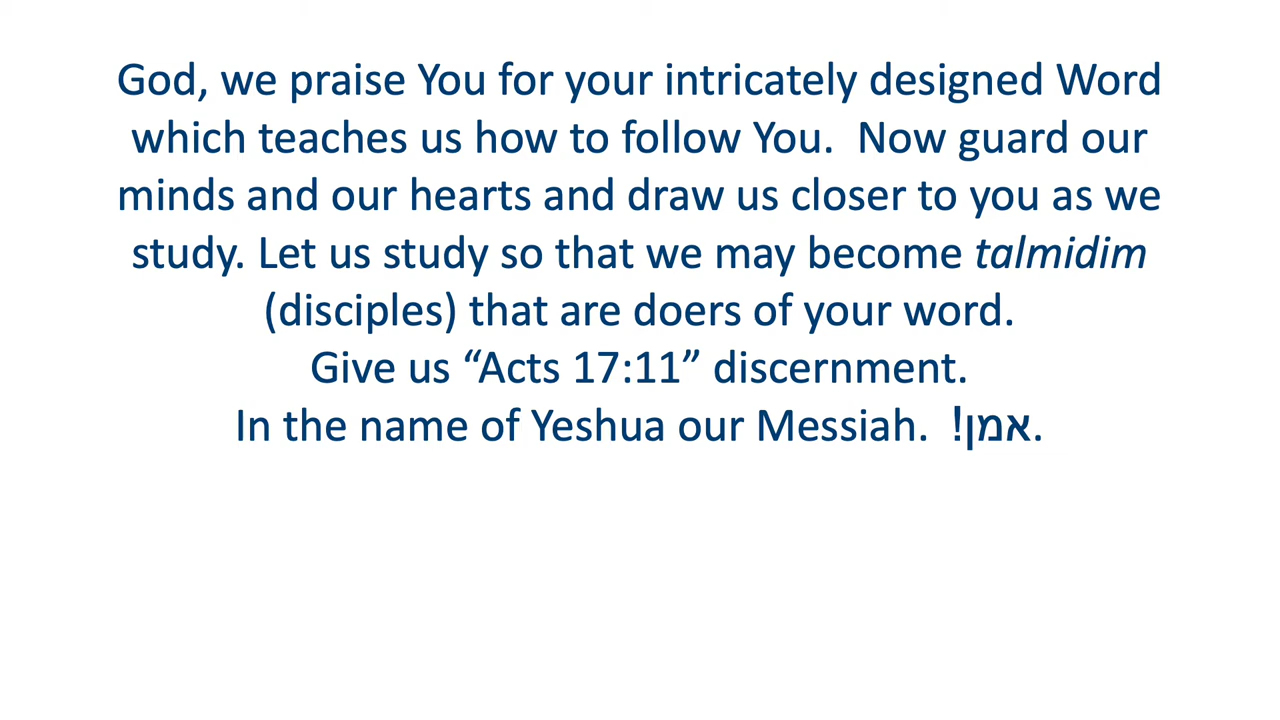 God, we praise You for your intricately designed Word
which teaches us how to follow You.  Now guard our
minds and our hearts and draw us closer to you as we
study. Let us study so that we may become talmidim
(disciples) that are doers of your word.
Give us “Acts 17:11” discernment.
In the name of Yeshua our Messiah.  אמן!.